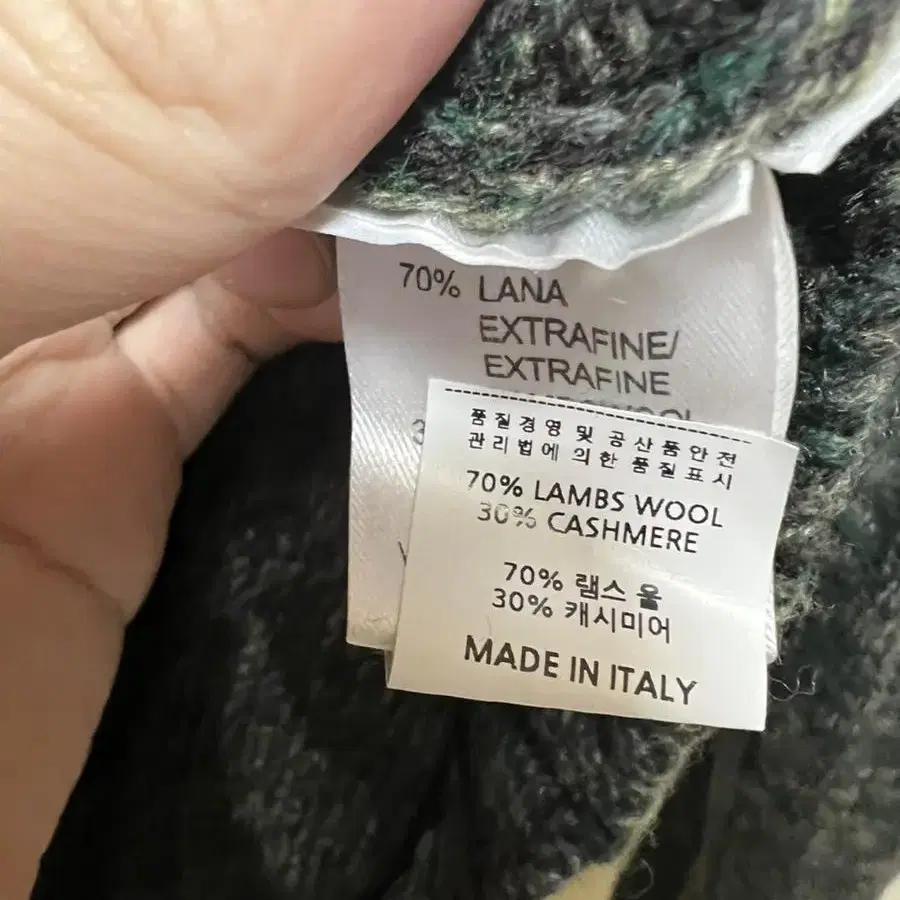 70% LANA
EXTRAFINE/
EXTRAFINE
품질경영 및 공산품안전
관리법에 의한 품질표시
70% LAMBS WOOL
30% CASHMERE
70% 램스 울
30% 캐시미어
MADE IN ITALY